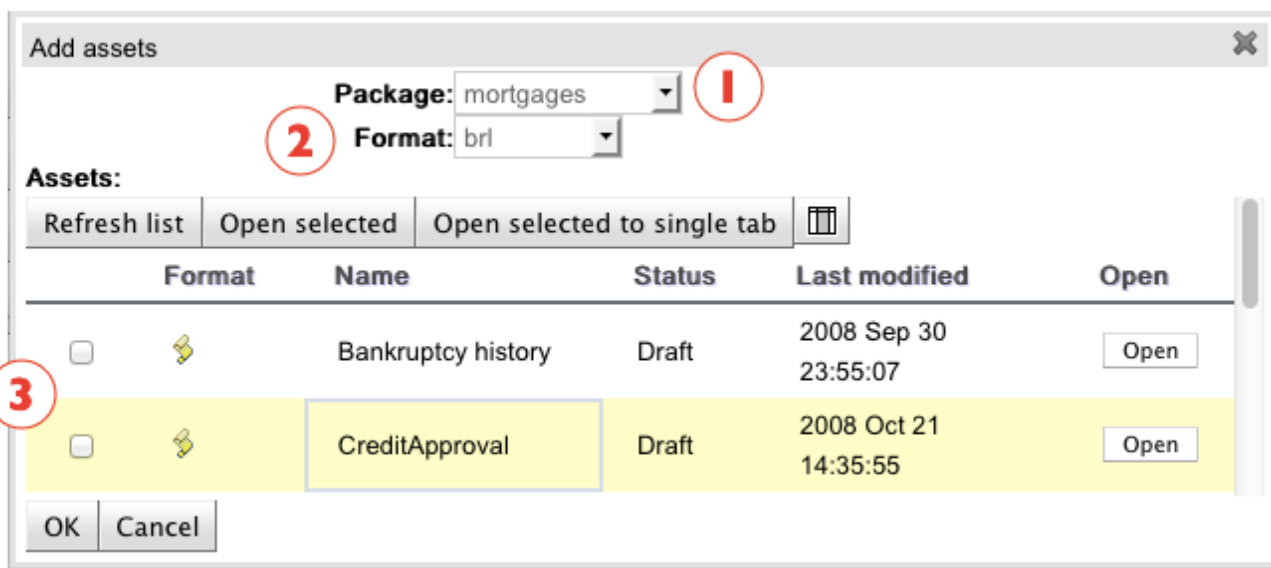 Add assets
Package: mortgages 1
2 Format: brl
Assets:
Refresh list Open selected Open selected to single tab
Format Name Status Last modified Open
Bankruptcy history Draft 2008 Sep 30 23:55:07 Open
3
CreditApproval Draft 2008 Oct 21 14:35:55 Open
OK Cancel